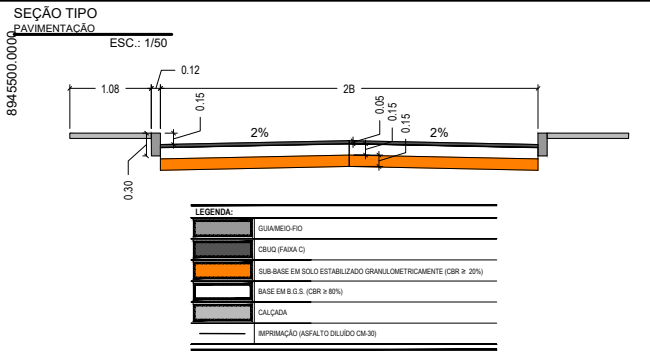 SEÇÃO TIPO
PAVIMENTAÇÃO
ESC.: 1/50
8945500.0000
1.08
0.12
0.15
2B
0.05
0.15
0.15
2%
2%
0.30
LEGENDA:
GUIA/MEIO-FIO
CBUQ (FAIXA C)
SUB-BASE EM SOLO ESTABILIZADO GRANULOMETRICAMENTE (CBR ≥ 20%)
BASE EM B.G.S. (CBR ≥ 80%)
CALÇADA
IMPRIMAÇÃO (ASFALTO DILUÍDO CM-30)